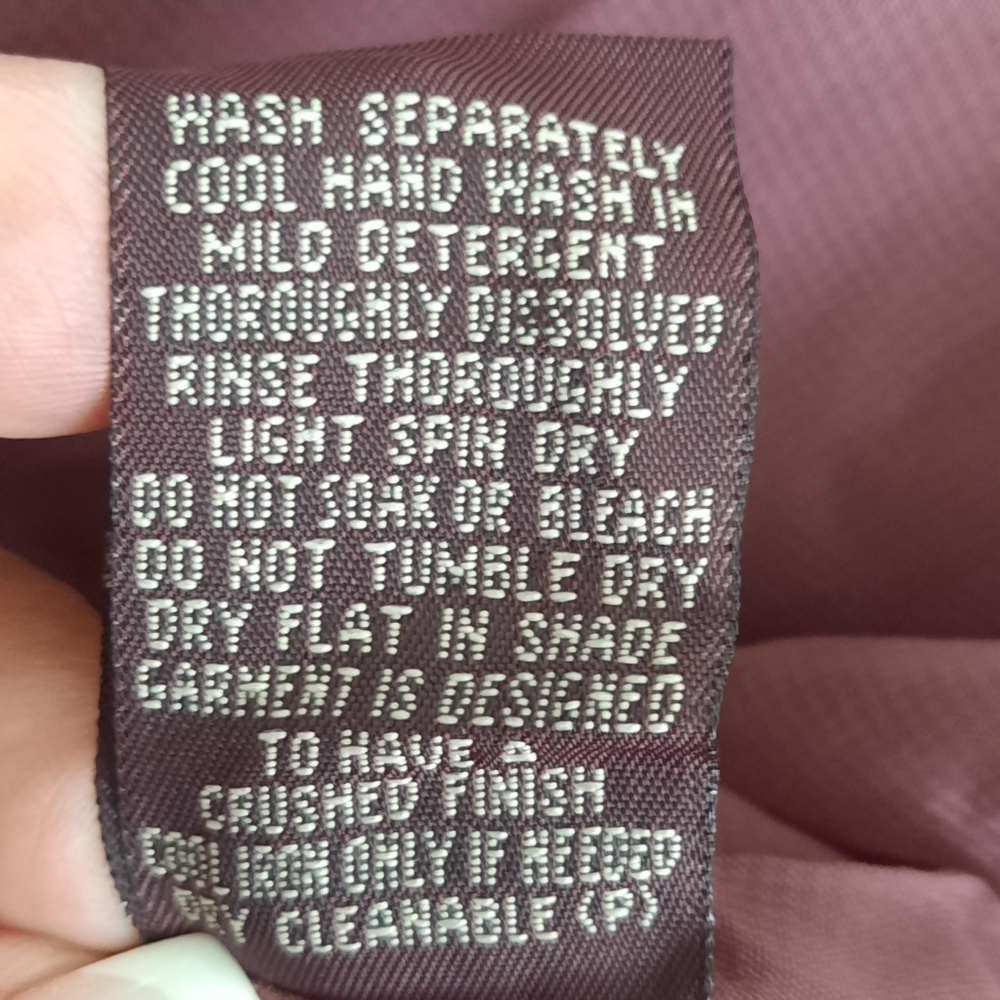 WASH SEPARATELY
COOL HAND WASH IN
MILD DETERGENT
THOROUGHLY DISSOLVED
RINSE THOROUGHLY
LIGHT SPIN DRY
DO NOT SOAK OR BLEACH
DO NOT TUMBLE DRY
DRY FLAT IN SHADE
GARMENT IS DESIGNED
TO HAVE A
CRUSHED FINISH
COOL IRON ONLY IF NEEDED
DRY CLEANABLE (P)